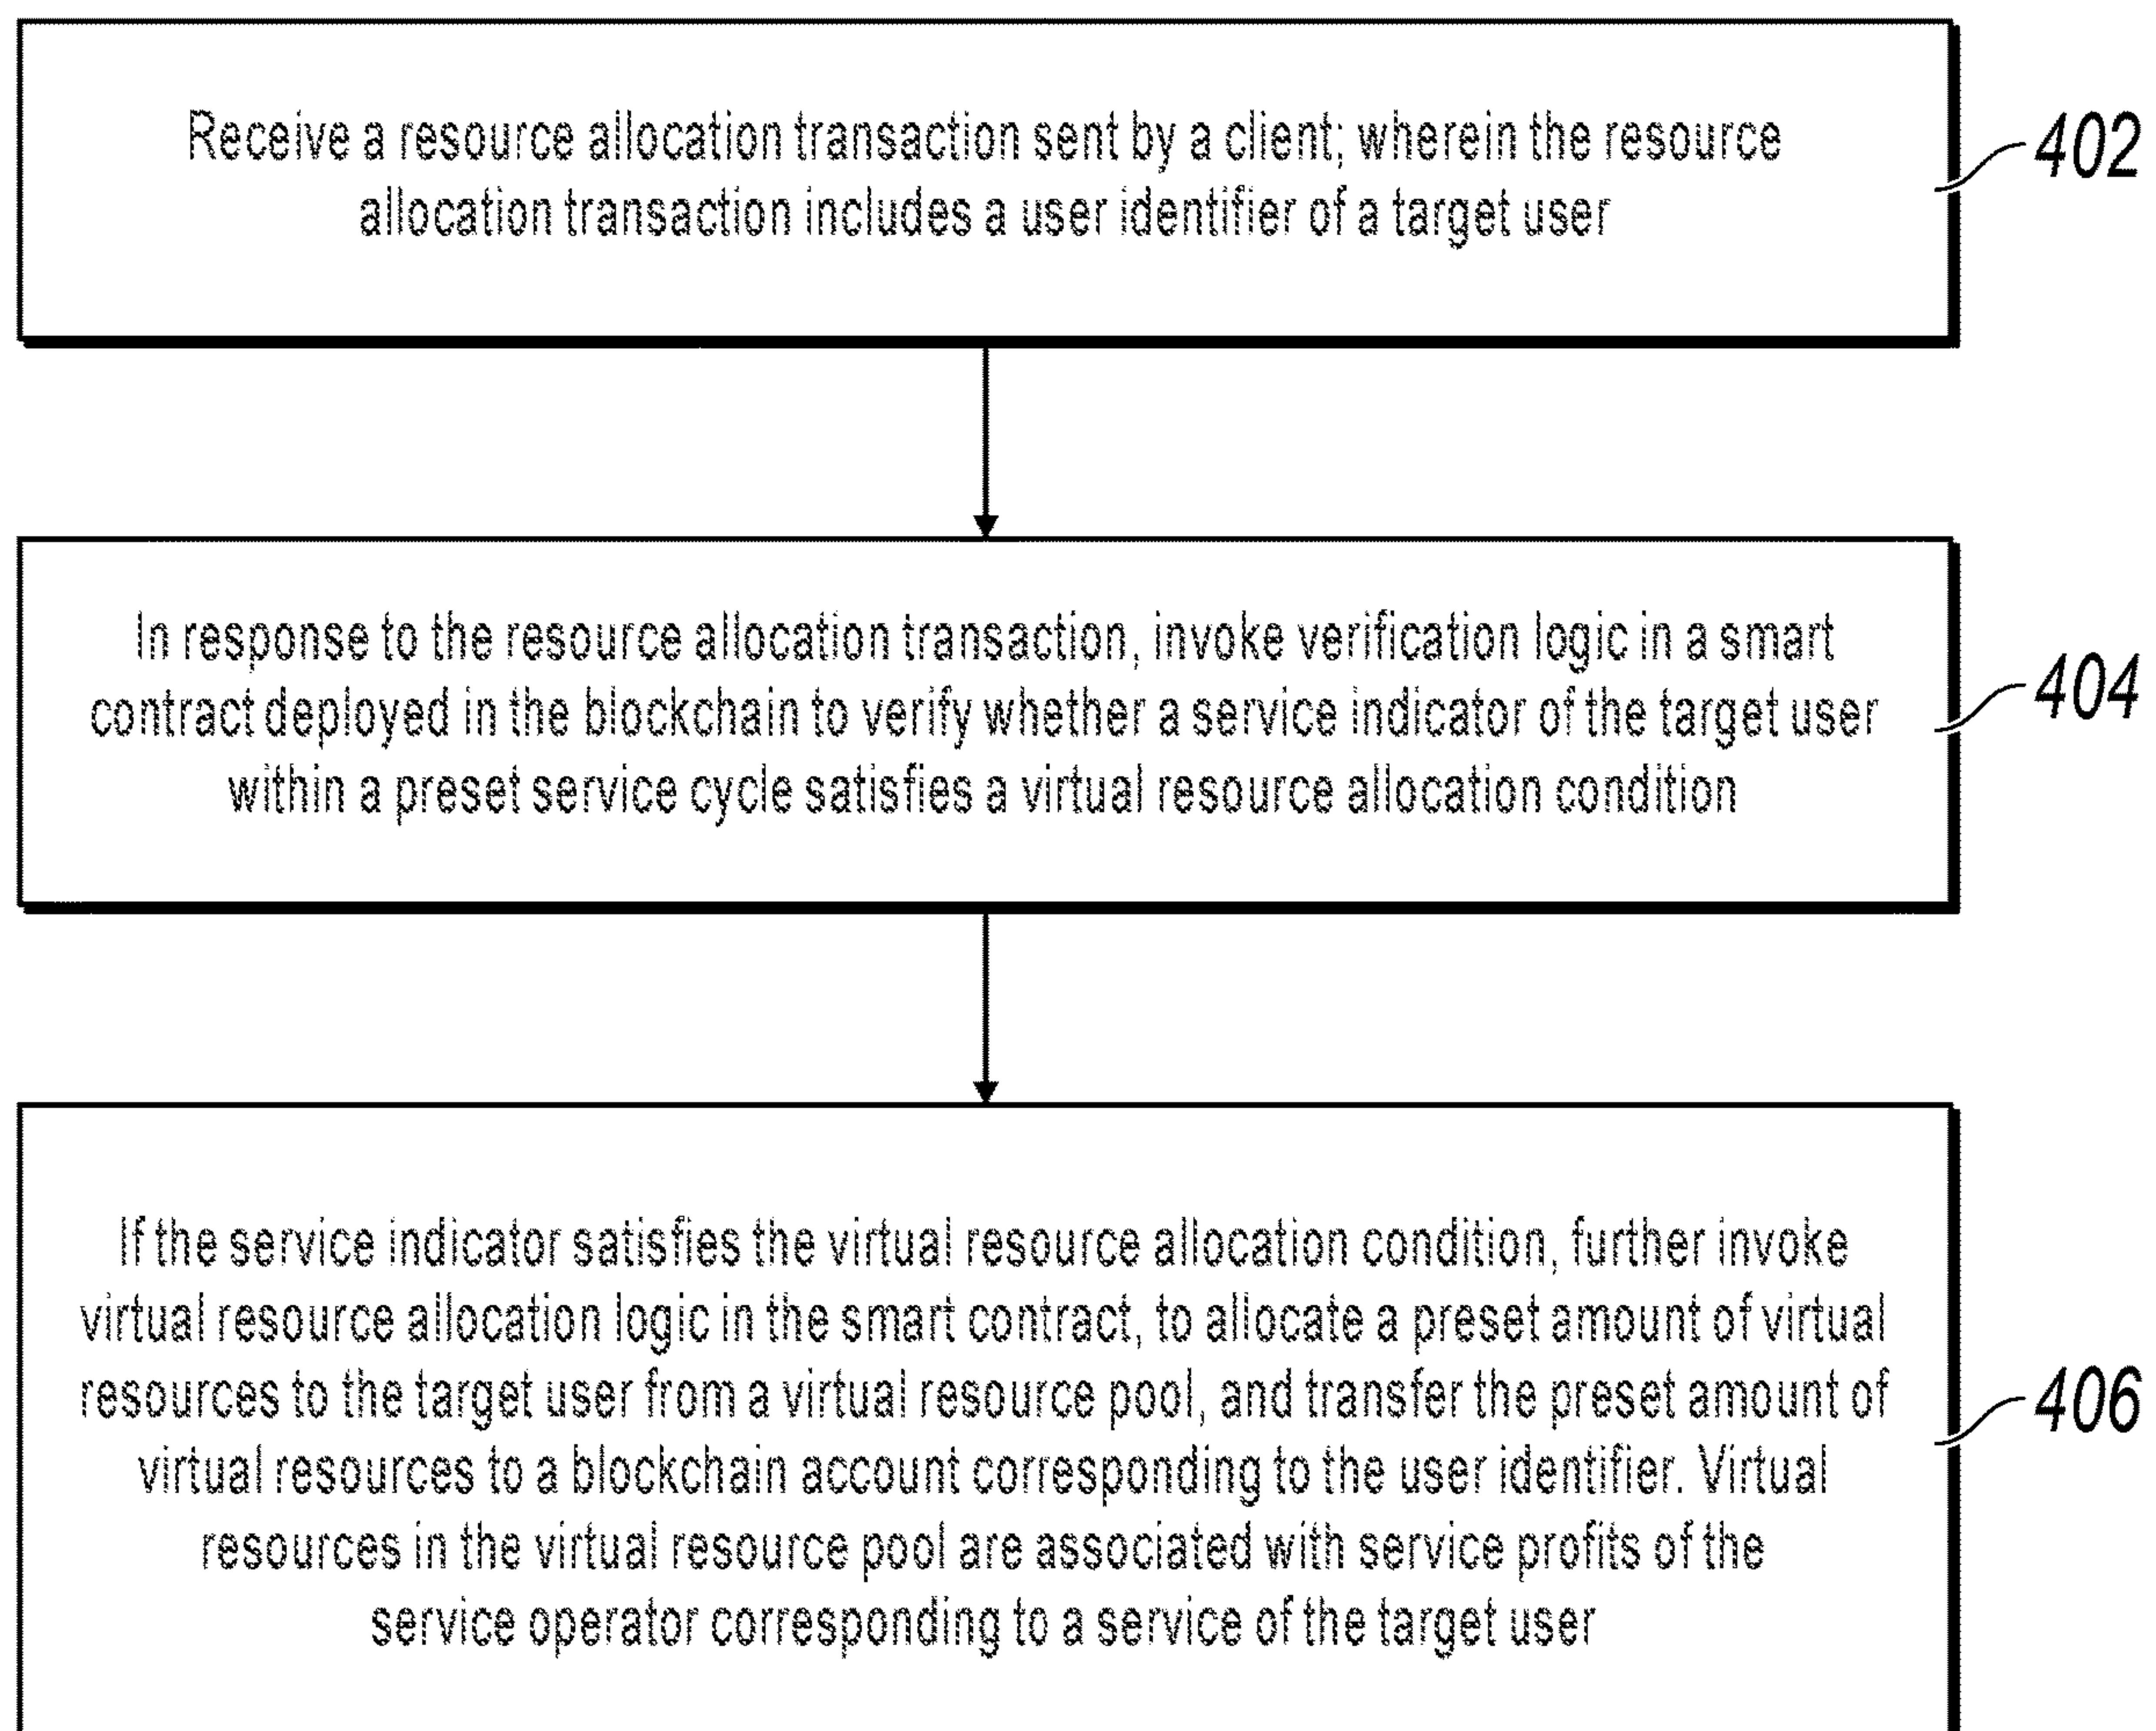 Receive a resource allocation transaction sent by a client; wherein the resource
allocation transaction includes a user identifier of a target user
402
In response to the resource allocation transaction, invoke verification logic in a smart
contract deployed in the blockchain to verify whether a service indicator of the target user
within a preset service cycle satisfies a virtual resource allocation condition
404
If the service indicator satisfies the virtual resource allocation condition, further invoke
virtual resource allocation logic in the smart contract, to allocate a preset amount of virtual
resources to the target user from a virtual resource pool, and transfer the preset amount of
virtual resources to a blockchain account corresponding to the user identifier. Virtual
resources in the virtual resource pool are associated with service profits of the
service operator corresponding to a service of the target user
406